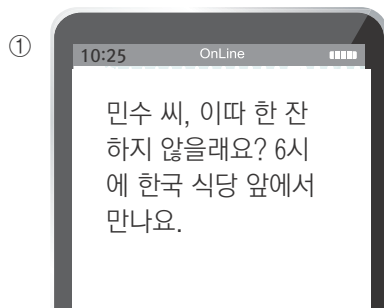 ①
10:25 OnLine
민수 씨, 이따 한 잔
하지 않을래요? 6시
에 한국 식당 앞에서
만나요.